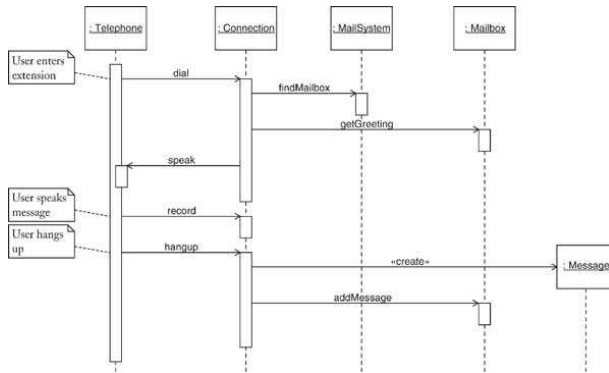 : Telephone
: Connection
: MailSystem
: Mailbox
User enters
extension
dial
findMailbox
getGreeting
speak
User speaks
message
record
User hangs
up
hangup
«create»
: Message
addMessage